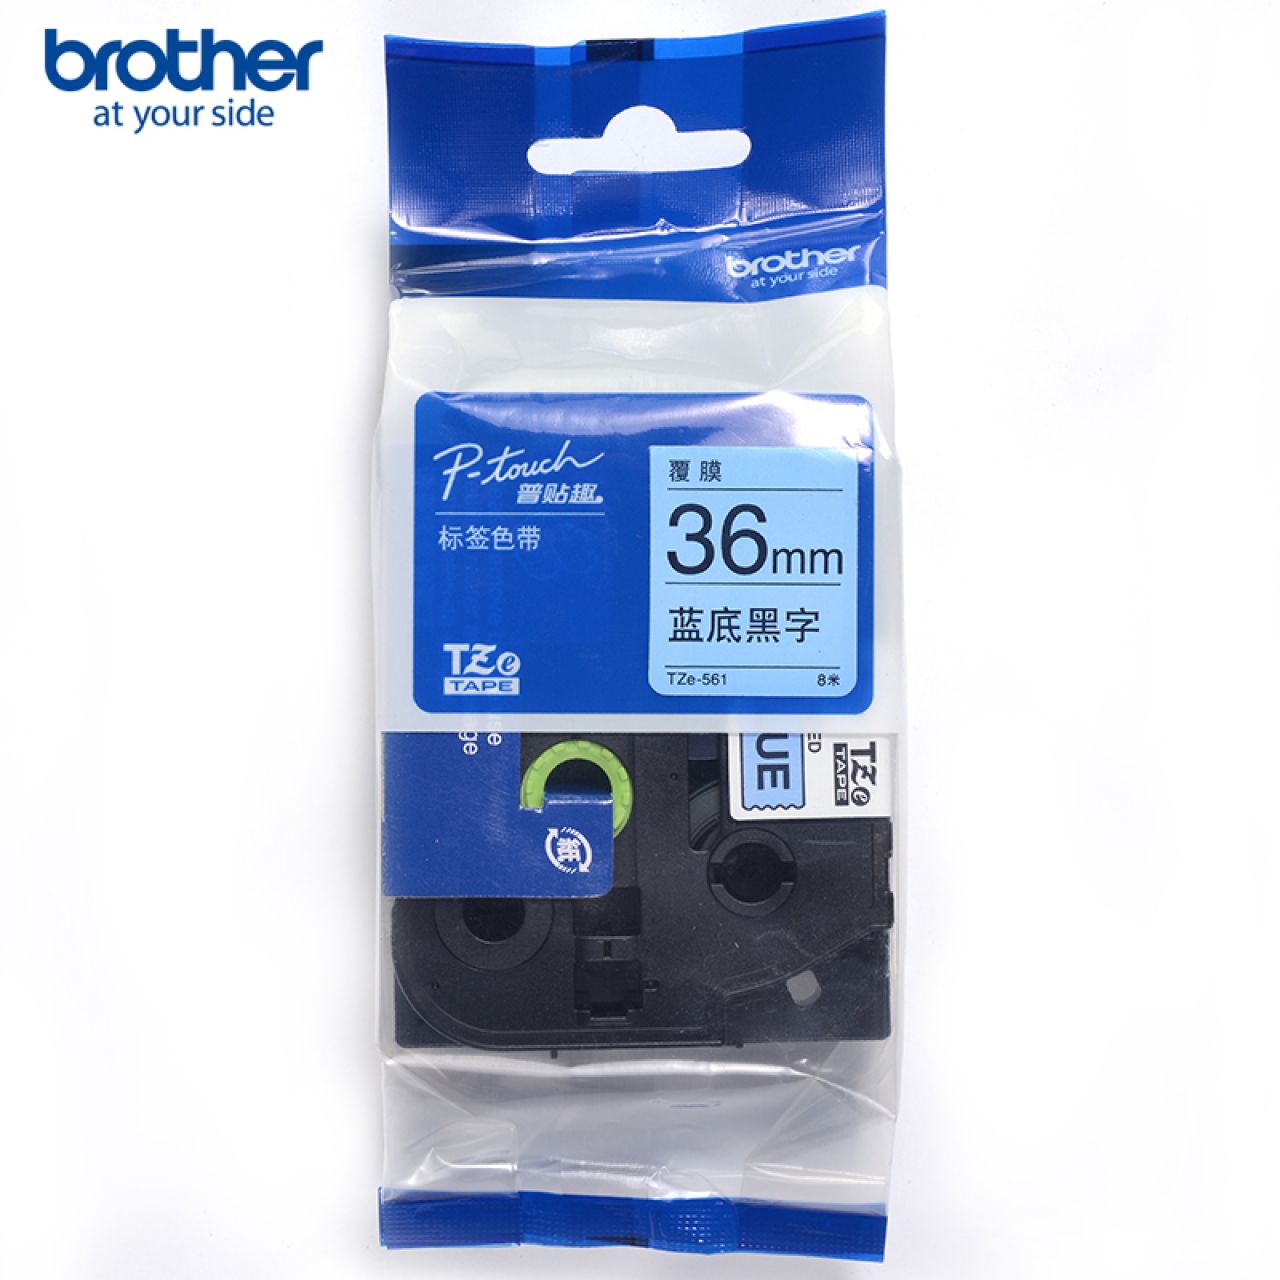 brother
at your side
brother
at your side
P-touch
普贴趣
标签色带
覆膜
36mm
蓝底黑字
TZe-561
8米
TZe
TAPE
TZe
TAPE
紙